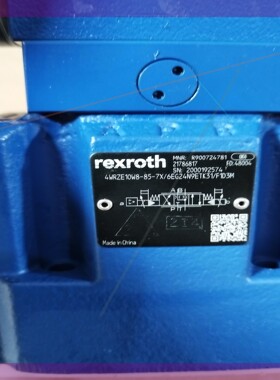 rexroth
MNR: R900724781
21786817 FD: 48004
SN: 2000192574
4WRZE10W8-85-7X/6EG24N9ETK31/F1D3M
Made in China